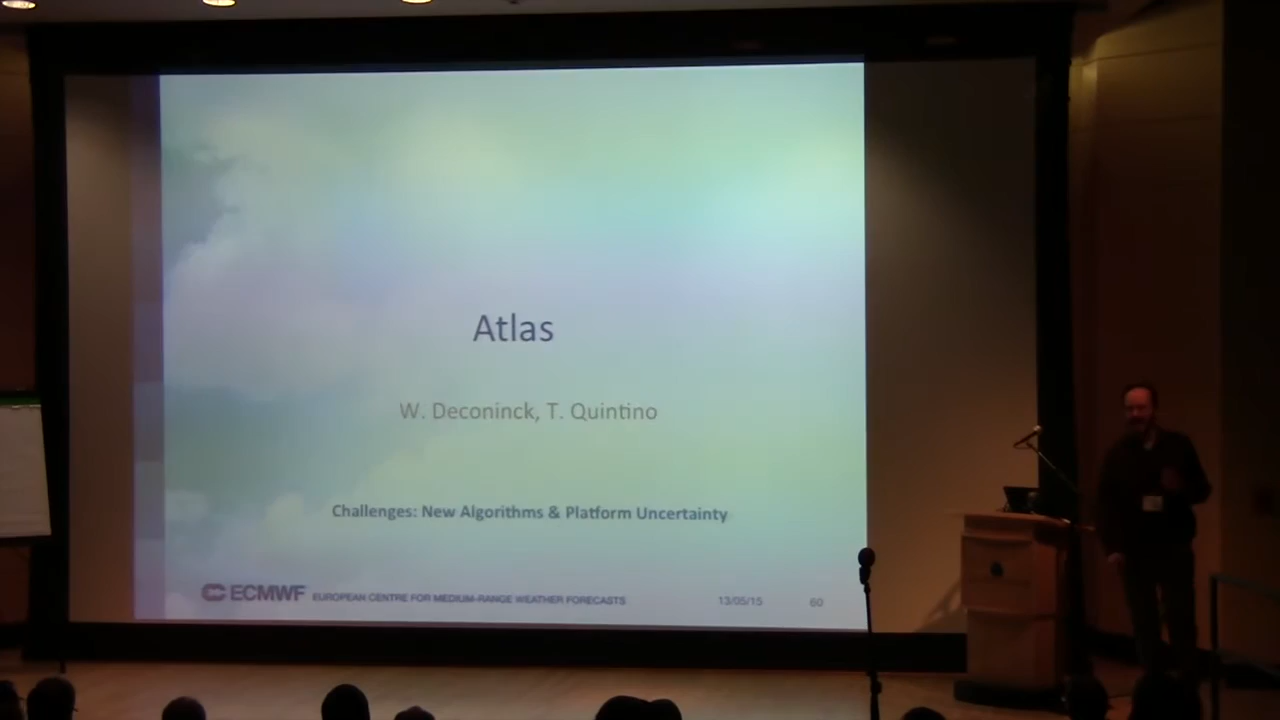 Atlas
W. Deconinck, T. Quintino
Challenges: New Algorithms & Platform Uncertainty
ECMWF EUROPEAN CENTRE FOR MEDIUM-RANGE WEATHER FORECASTS 13/05/15 60